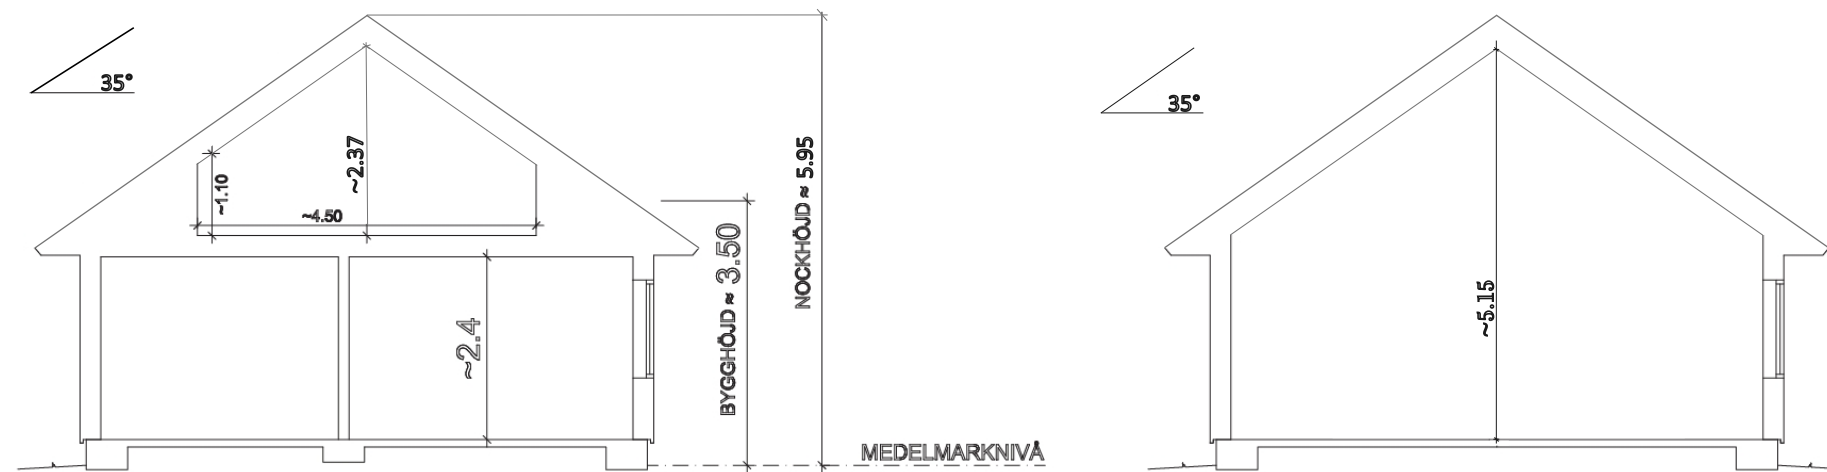 35°
~2.37
~1.10
~4.50
~2.4
BYGGHÖJD ≈ 3.50
NOCKHÖJD ≈ 5.95
MEDELMARKNIVÅ
35°
~5.15